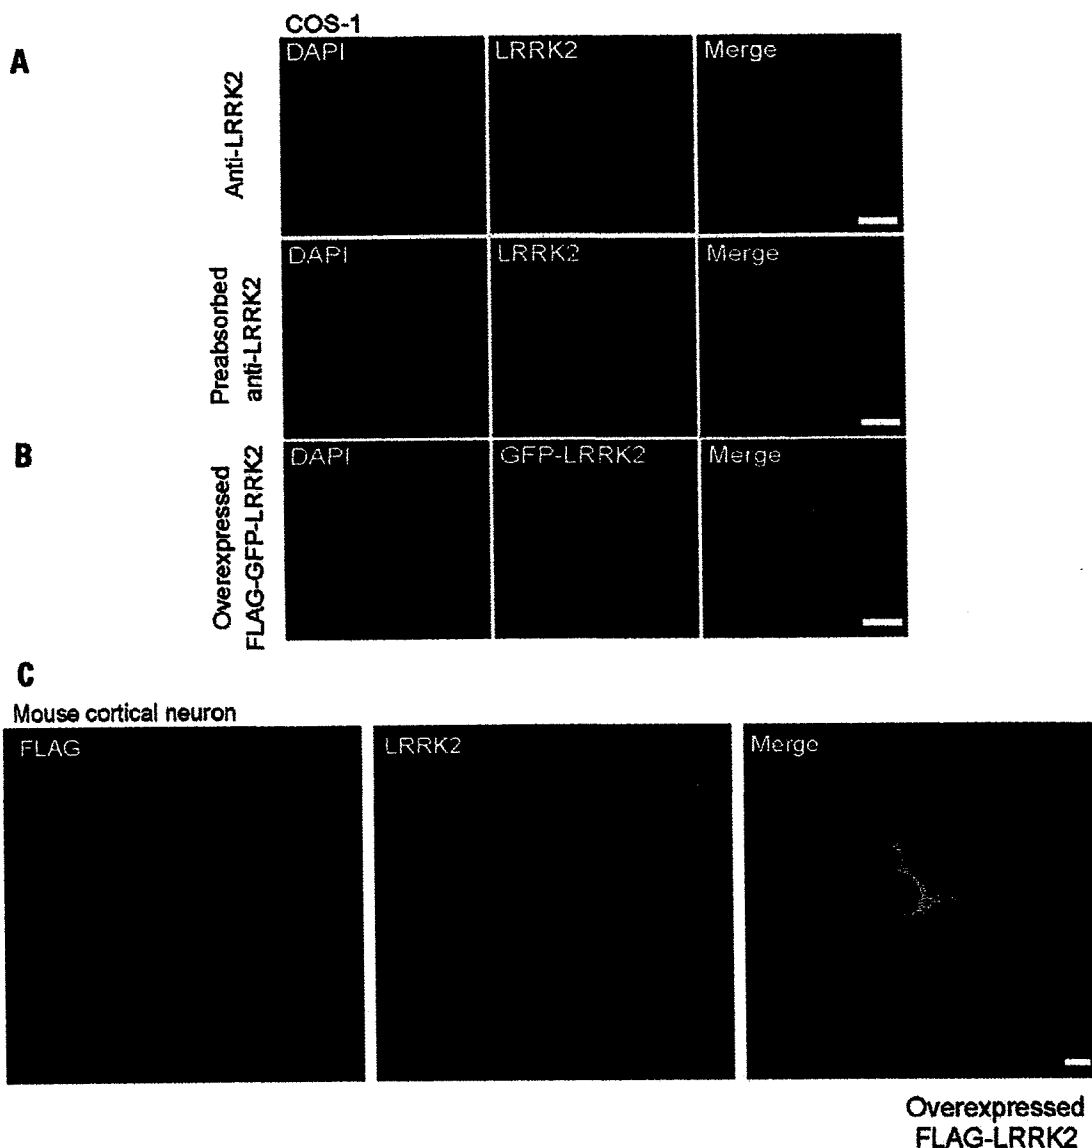 COS-1
A
Anti-LRRK2
DAPI
LRRK2
Merge
Preabsorbed
anti-LRRK2
DAPI
LRRK2
Merge
B
Overexpressed
FLAG-GFP-LRRK2
DAPI
GFP-LRRK2
Merge
C
Mouse cortical neuron
FLAG
LRRK2
Merge
Overexpressed
FLAG-LRRK2